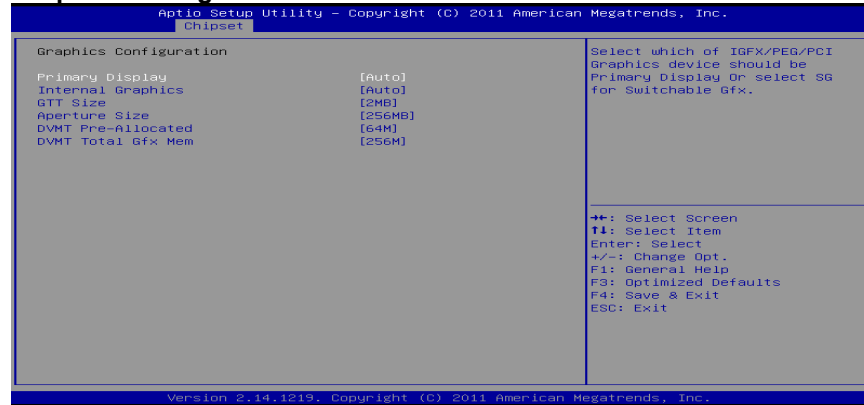 Aptio Setup Utility – Copyright (C) 2011 American Megatrends, Inc.
Chipset
Graphics Configuration
Primary Display [Auto]
Internal Graphics [Auto]
GTT Size [2MB]
Aperture Size [256MB]
DVMT Pre-Allocated [64M]
DVMT Total Gfx Mem [256M]
Select which of IGFX/PEG/PCI
Graphics device should be
Primary Display Or select SG
for Switchable Gfx.
→←: Select Screen
↑↓: Select Item
Enter: Select
+/-: Change Opt.
F1: General Help
F3: Optimized Defaults
F4: Save & Exit
ESC: Exit
Version 2.14.1219. Copyright (C) 2011 American Megatrends, Inc.